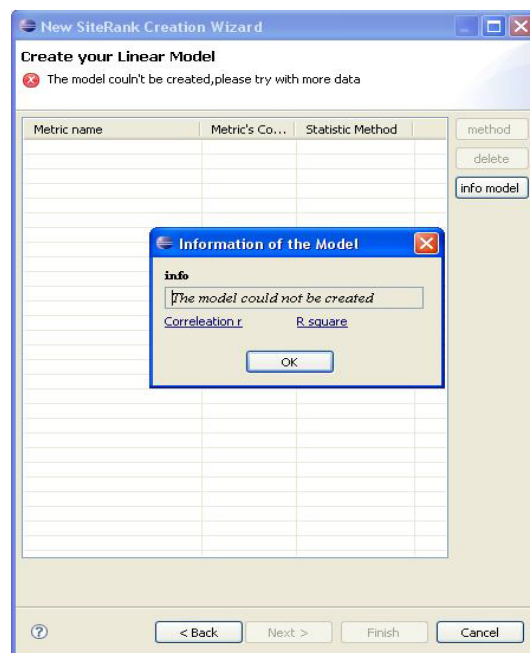 New SiteRank Creation Wizard
Create your Linear Model
The model couln't be created,please try with more data
Metric name
Metric's Co...
Statistic Method
method
delete
info model
Information of the Model
info
The model could not be created
Correleation r
R square
OK
?
< Back
Next >
Finish
Cancel